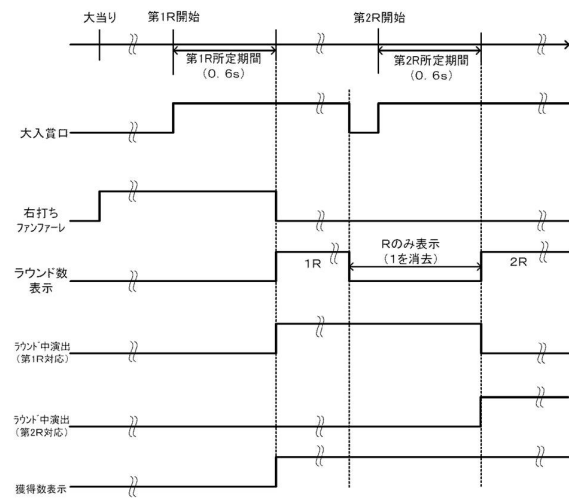 大当り 第1R開始 第2R開始
第1R所定期間
(0.6s)
第2R所定期間
(0.6s)
大入賞口
右打ち
ファンファーレ
Rのみ表示
(1を消去)
1R
2R
ラウンド数
表示
ラウンド中演出
(第1R対応)
ラウンド中演出
(第2R対応)
獲得数表示